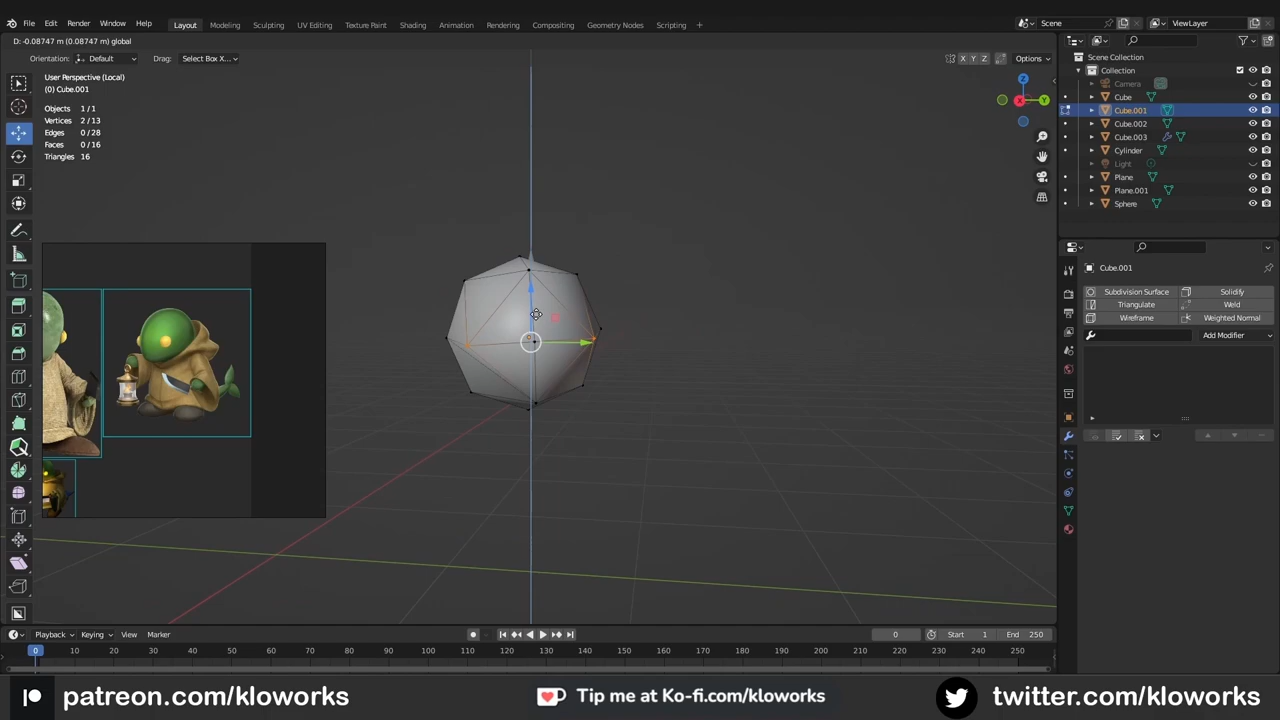 File Edit Render Window Help Layout Modeling Sculpting UV Editing Texture Paint Shading Animation Rendering Compositing Geometry Nodes Scripting + Scene ViewLayer
D: -0.08747 m (0.08747 m) global
Orientation: Default Drag: Select Box X... X Y Z Options
User Perspective (Local)
(0) Cube.001
Objects 1/1
Vertices 2/13
Edges 0/28
Faces 0/16
Triangles 16
Z
X
Y
Scene Collection
Collection
Camera
Cube
Cube.001
Cube.002
Cube.003
Cylinder
Light
Plane
Plane.001
Sphere
Cube.001
Subdivision Surface Solidify
Triangulate Weld
Wireframe Weighted Normal
Add Modifier
Playback Keying View Marker 0 Start 1 End 250
0 10 20 30 40 50 60 70 80 90 100 110 120 130 140 150 160 170 180 190 200 210 220 230 240 250
patreon.com/kloworks Tip me at Ko-fi.com/kloworks twitter.com/kloworks